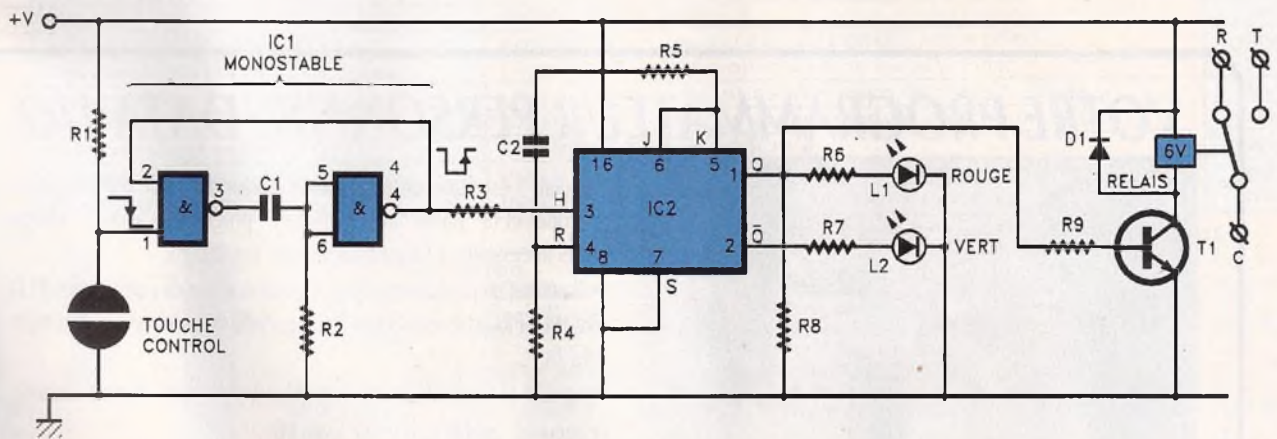 +V
IC1
MONOSTABLE
R1
2
1
&
3
C1
5
6
&
4
4
R2
R3
TOUCHE
CONTROL
C2
R4
R5
J
K
16
6
5
H
3
R
4
8
7
S
IC2
1
Q
2
Q̅
R6
L1
ROUGE
R7
L2
VERT
R8
R9
D1
6V
RELAIS
T1
R
T
C